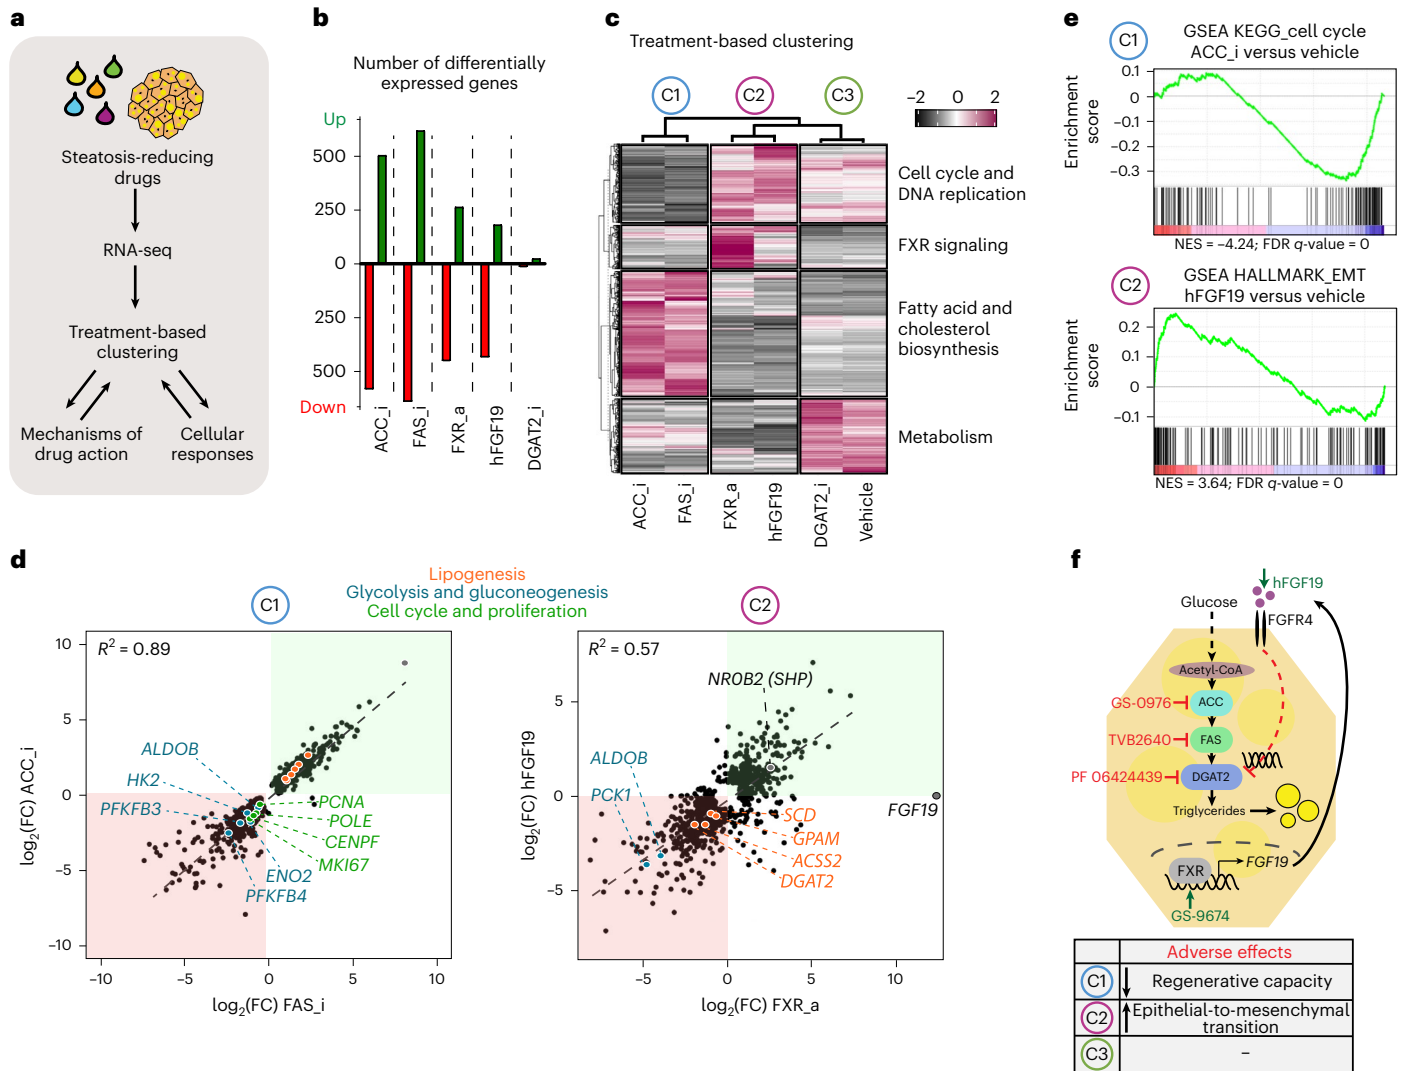 a
Steatosis-reducing
drugs
RNA-seq
Treatment-based
clustering
Mechanisms of
drug action
Cellular
responses
b
Number of differentially
expressed genes
Up
500
250
0
250
500
Down
ACC_i
FAS_i
FXR_a
hFGF19
DGAT2_i
c
Treatment-based clustering
C1
C2
C3
−2
0
2
Cell cycle and
DNA replication
FXR signaling
Fatty acid and
cholesterol
biosynthesis
Metabolism
ACC_i
FAS_i
FXR_a
hFGF19
DGAT2_i
Vehicle
e
C1
GSEA KEGG_cell cycle
ACC_i versus vehicle
Enrichment
score
0.1
0
−0.1
−0.2
−0.3
NES = −4.24; FDR q-value = 0
C2
GSEA HALLMARK_EMT
hFGF19 versus vehicle
Enrichment
score
0.2
0.1
0
−0.1
NES = 3.64; FDR q-value = 0
d
Lipogenesis
Glycolysis and gluconeogenesis
Cell cycle and proliferation
C1
R² = 0.89
log₂(FC) ACC_i
10
5
0
−5
−10
ALDOB
HK2
PFKFB3
PCNA
POLE
CENPF
MKI67
ENO2
PFKFB4
−10
−5
0
5
10
log₂(FC) FAS_i
C2
R² = 0.57
log₂(FC) hFGF19
5
0
−5
NR0B2 (SHP)
ALDOB
PCK1
FGF19
SCD
GPAM
ACSS2
DGAT2
−5
0
5
10
log₂(FC) FXR_a
f
hFGF19
Glucose
FGFR4
Acetyl-CoA
GS-0976
ACC
TVB2640
FAS
PF 06424439
DGAT2
Triglycerides
FXR
FGF19
GS-9674
Adverse effects
C1
Regenerative capacity
C2
Epithelial-to-mesenchymal
transition
C3
–